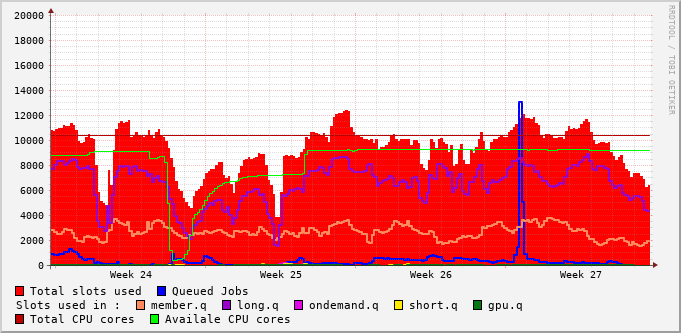 20000
18000
16000
14000
12000
10000
8000
6000
4000
2000
0
Week 24 Week 25 Week 26 Week 27
RRDTOOL / TOBI OETIKER
Total slots used Queued Jobs
Slots used in : member.q long.q ondemand.q short.q gpu.q
Total CPU cores Availale CPU cores